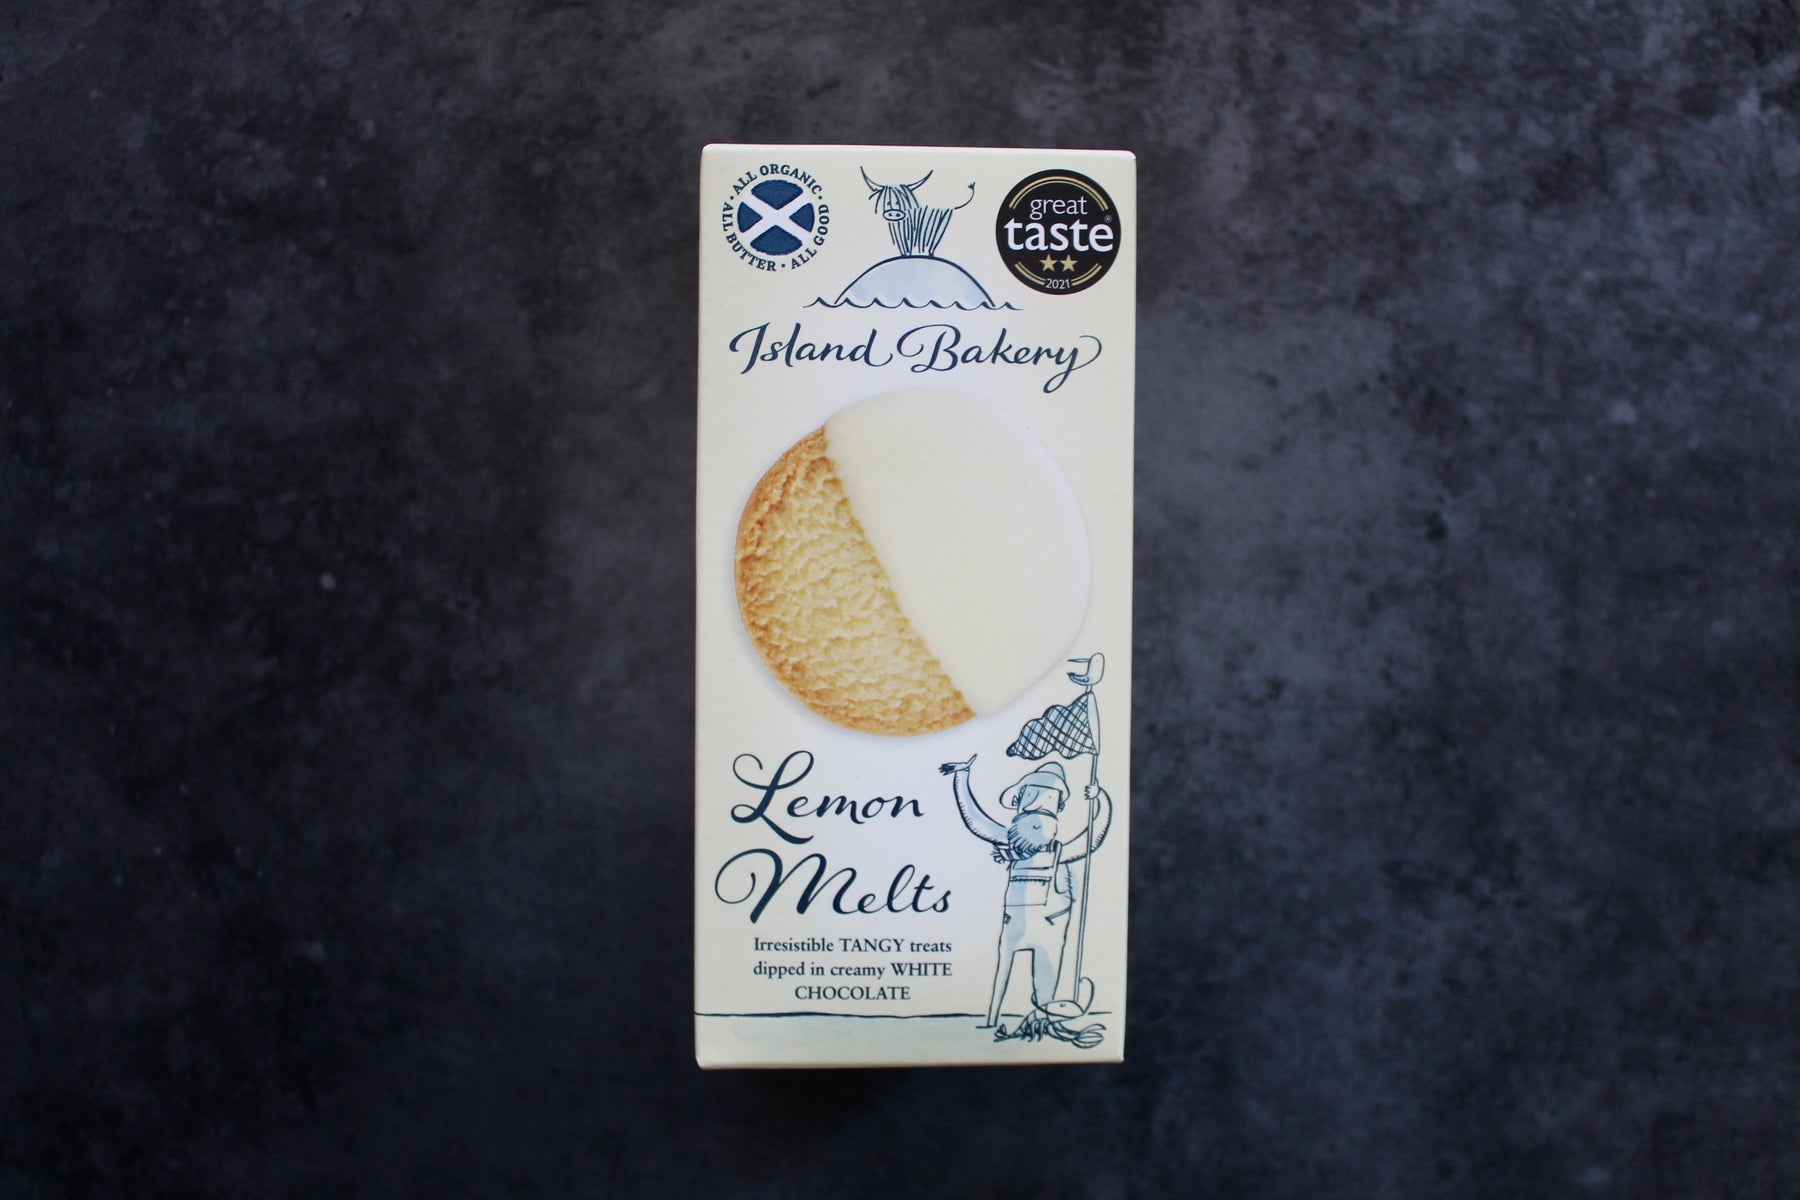 ALL ORGANIC · ALL GOOD · ALL BUTTER ·
great
taste®
2021
Island Bakery
Lemon
Melts
Irresistible TANGY treats
dipped in creamy WHITE
CHOCOLATE